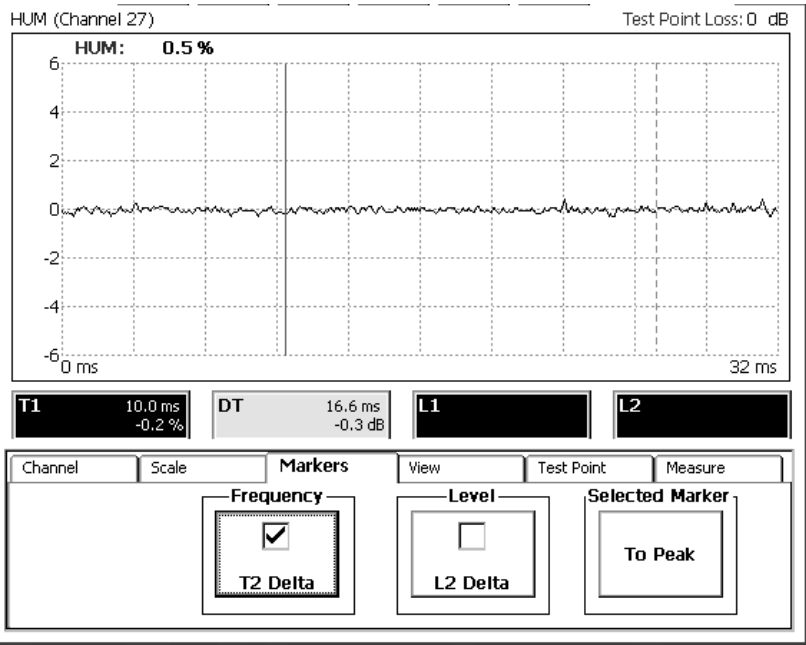 HUM (Channel 27) Test Point Loss: 0 dB
HUM: 0.5 %
6
4
2
0
-2
-4
-6
0 ms 32 ms
T1 10.0 ms
-0.2 %
DT 16.6 ms
-0.3 dB
L1
L2
Channel Scale Markers View Test Point Measure
Frequency Level Selected Marker
T2 Delta L2 Delta To Peak